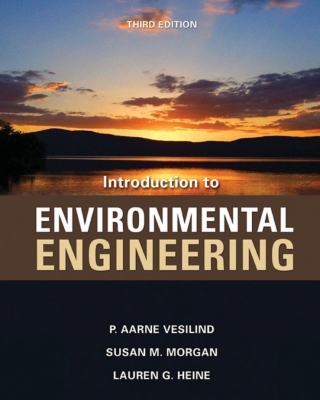 THIRD EDITION
Introduction to
ENVIRONMENTAL
ENGINEERING
P. AARNE VESILIND
SUSAN M. MORGAN
LAUREN G. HEINE